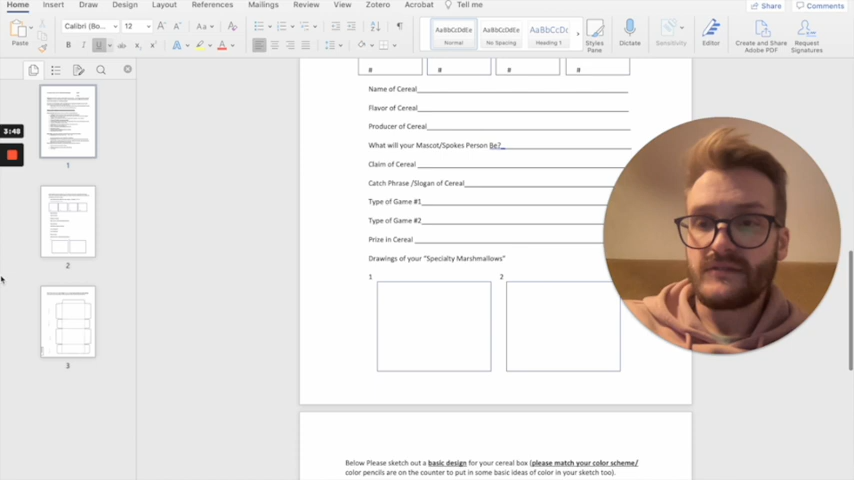 Home Insert Draw Design Layout References Mailings Review View Zotero Acrobat Tell me Share Comments
Calibri (Bo... 12
Paste
AaBbCcDdEe AaBbCcDdEe AaBbCcDc
Normal No Spacing Heading 1
Styles Pane
Dictate
Sensitivity
Editor
Create and Share Adobe PDF
Request Signatures
3:48
1
2
3
# # # #
Name of Cereal
Flavor of Cereal
Producer of Cereal
What will your Mascot/Spokes Person Be?
Claim of Cereal
Catch Phrase /Slogan of Cereal
Type of Game #1
Type of Game #2
Prize in Cereal
Drawings of your "Specialty Marshmallows"
1 2
Below Please sketch out a basic design for your cereal box (please match your color scheme/
color pencils are on the counter to put in some basic ideas of color in your sketch too).